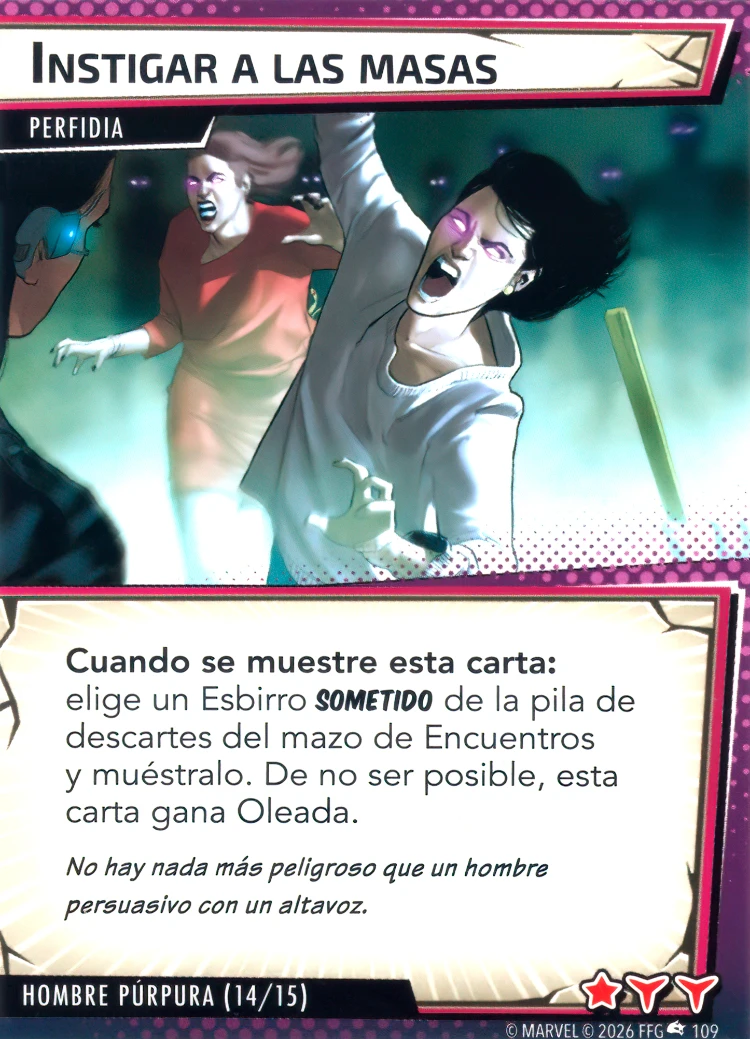 INSTIGAR A LAS MASAS
PERFIDIA
Cuando se muestre esta carta:
elige un Esbirro SOMETIDO de la pila de
descartes del mazo de Encuentros
y muéstralo. De no ser posible, esta
carta gana Oleada.
No hay nada más peligroso que un hombre
persuasivo con un altavoz.
HOMBRE PÚRPURA (14/15)
© MARVEL © 2026 FFG 109